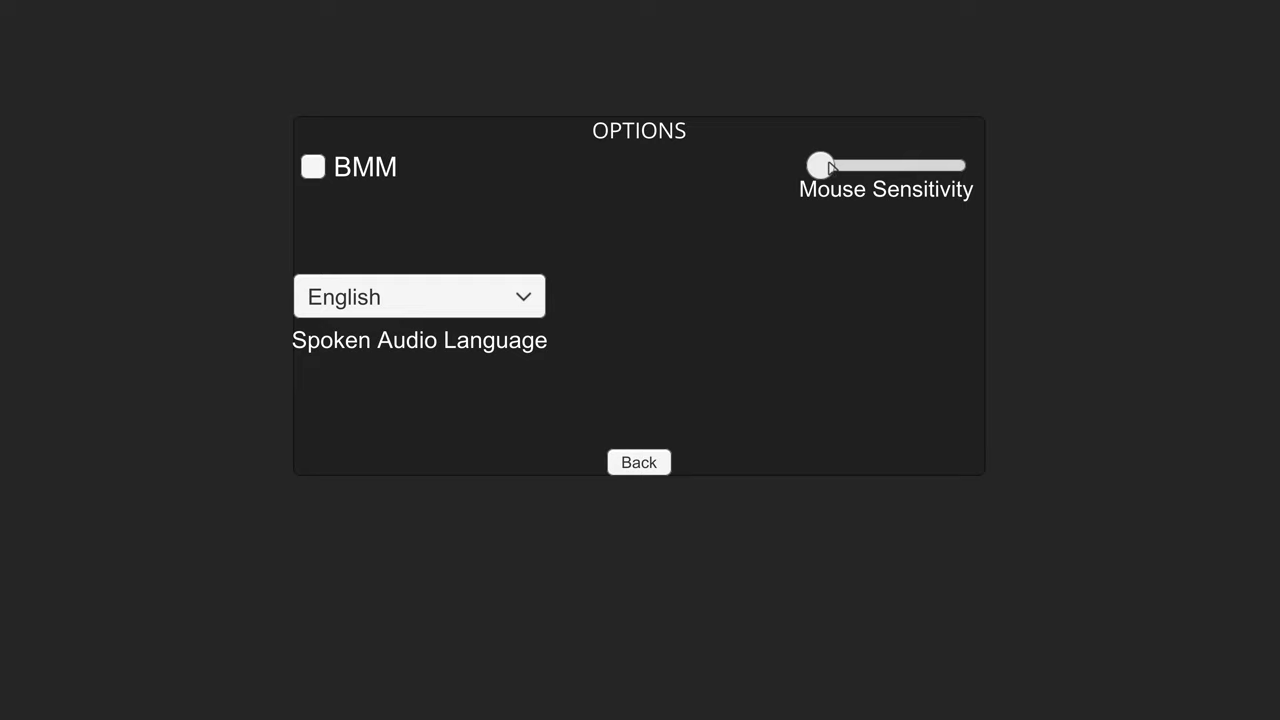 OPTIONS
BMM
Mouse Sensitivity
English
Spoken Audio Language
Back